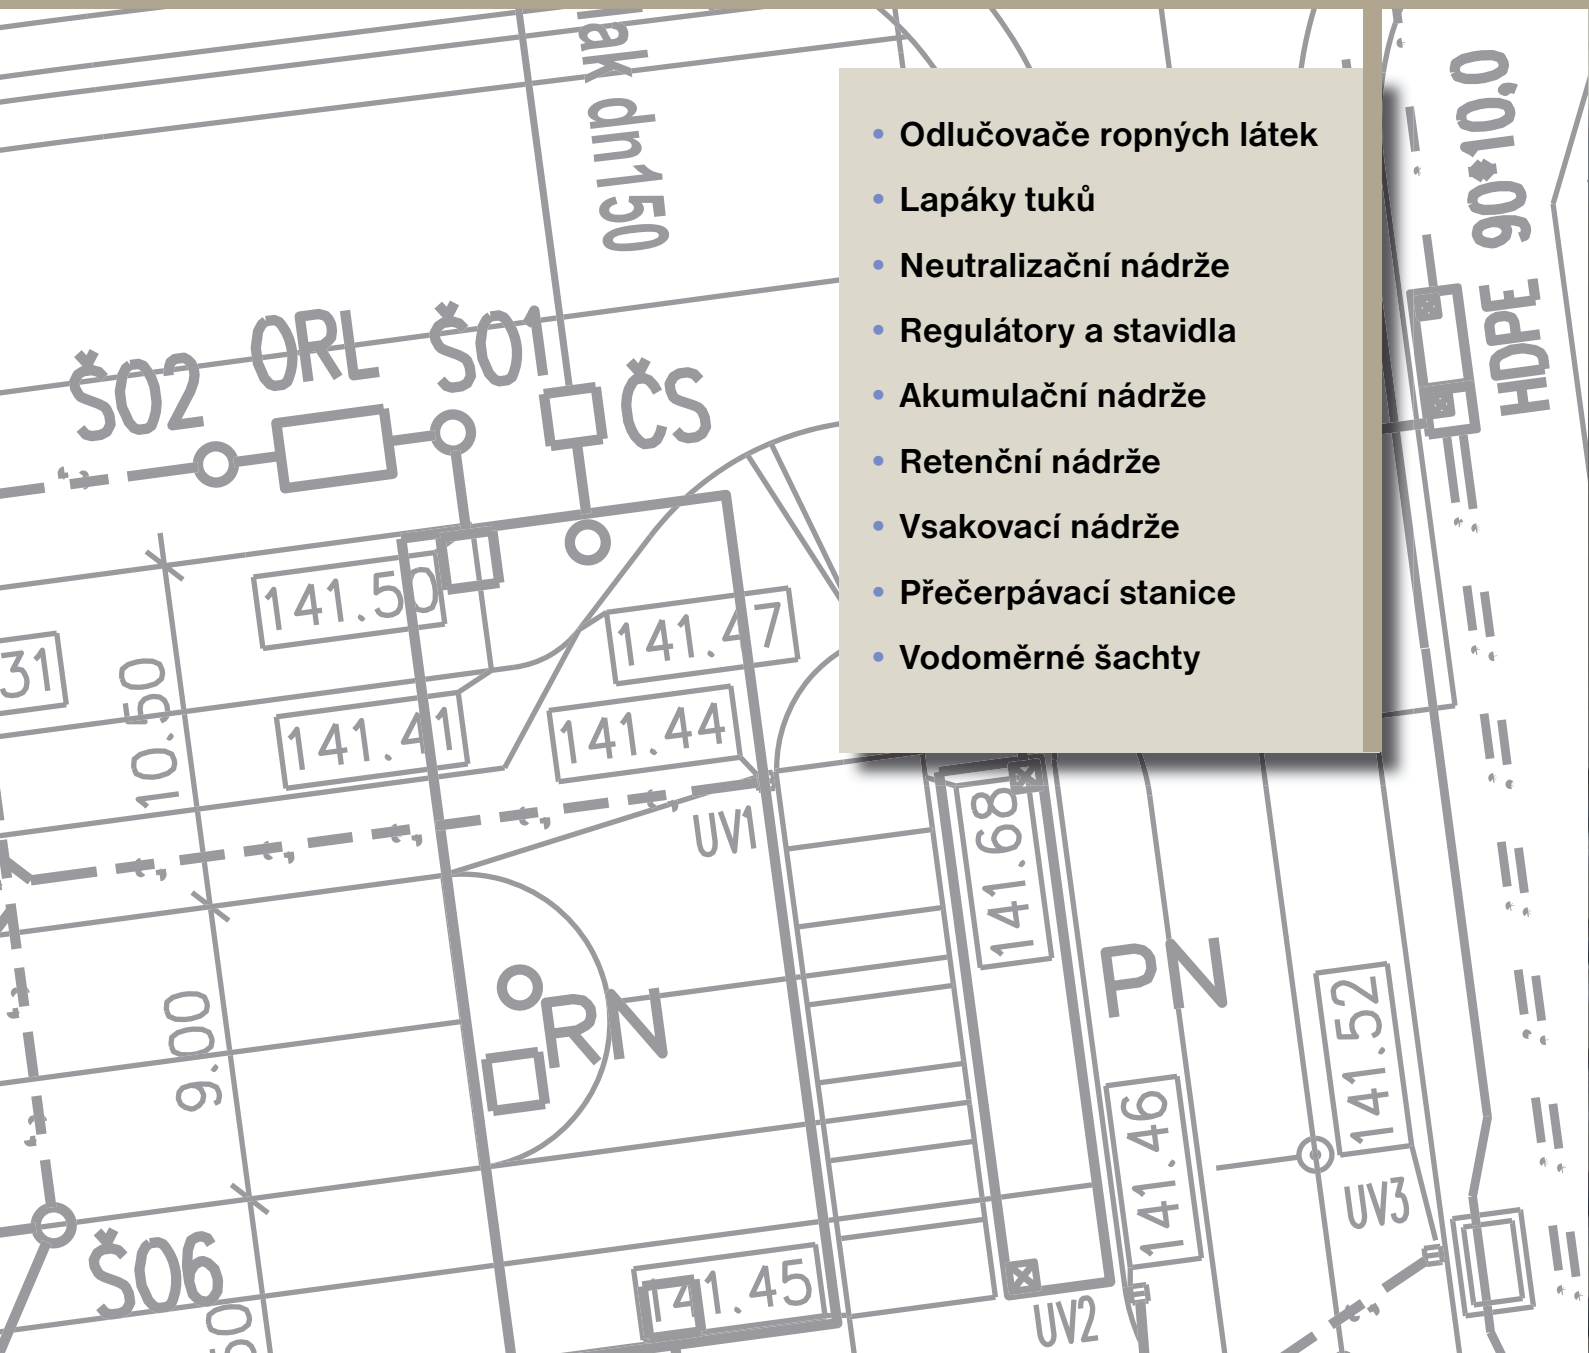 lak dn150
• Odlučovače ropných látek
• Lapáky tuků
• Neutralizační nádrže
• Regulátory a stavidla
• Akumulační nádrže
• Retenční nádrže
• Vsakovací nádrže
• Přečerpávací stanice
• Vodoměrné šachty
HDPE 90*10,0
ŠO2
ORL
ŠO1
ČS
141.50
141.47
31
10.50
141.41
141.44
UV1
141.68
PN
RN
9.00
141.52
141.46
UV3
ŠO6
50
141.45
UV2